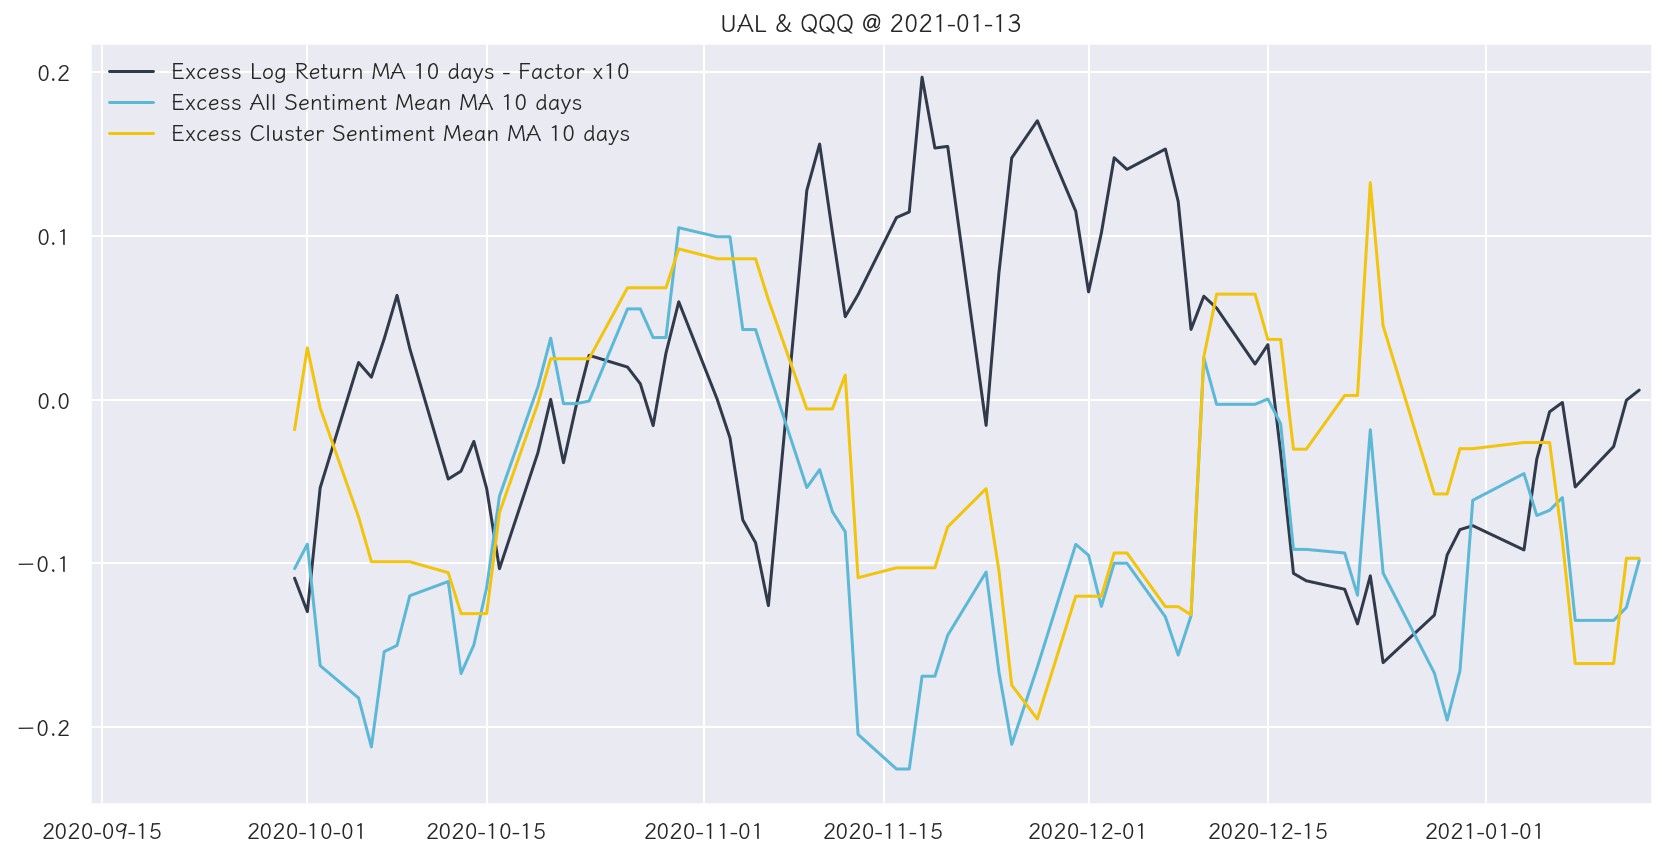 UAL & QQQ @ 2021-01-13
Excess Log Return MA 10 days - Factor x10
Excess All Sentiment Mean MA 10 days
Excess Cluster Sentiment Mean MA 10 days
0.2
0.1
0.0
−0.1
−0.2
2020-09-15 2020-10-01 2020-10-15 2020-11-01 2020-11-15 2020-12-01 2020-12-15 2021-01-01